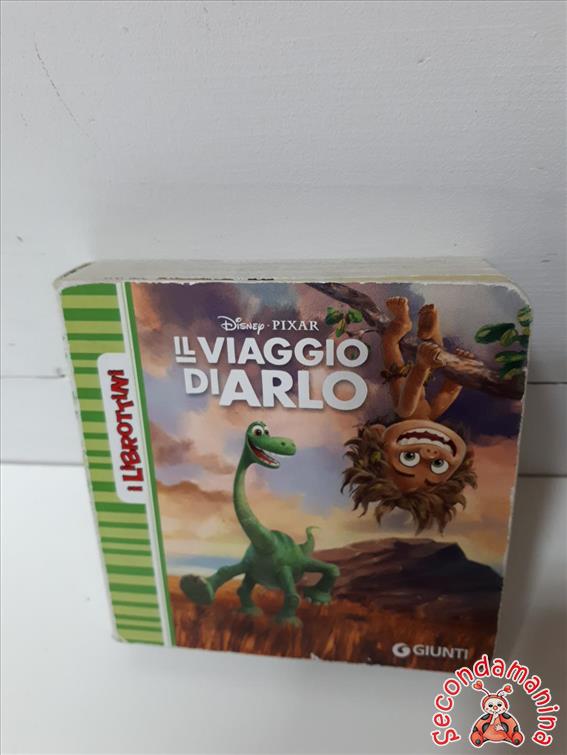 Disney · PIXAR
IL VIAGGIO
DI ARLO
I LIBROTTINI
GIUNTI
Secondamanina